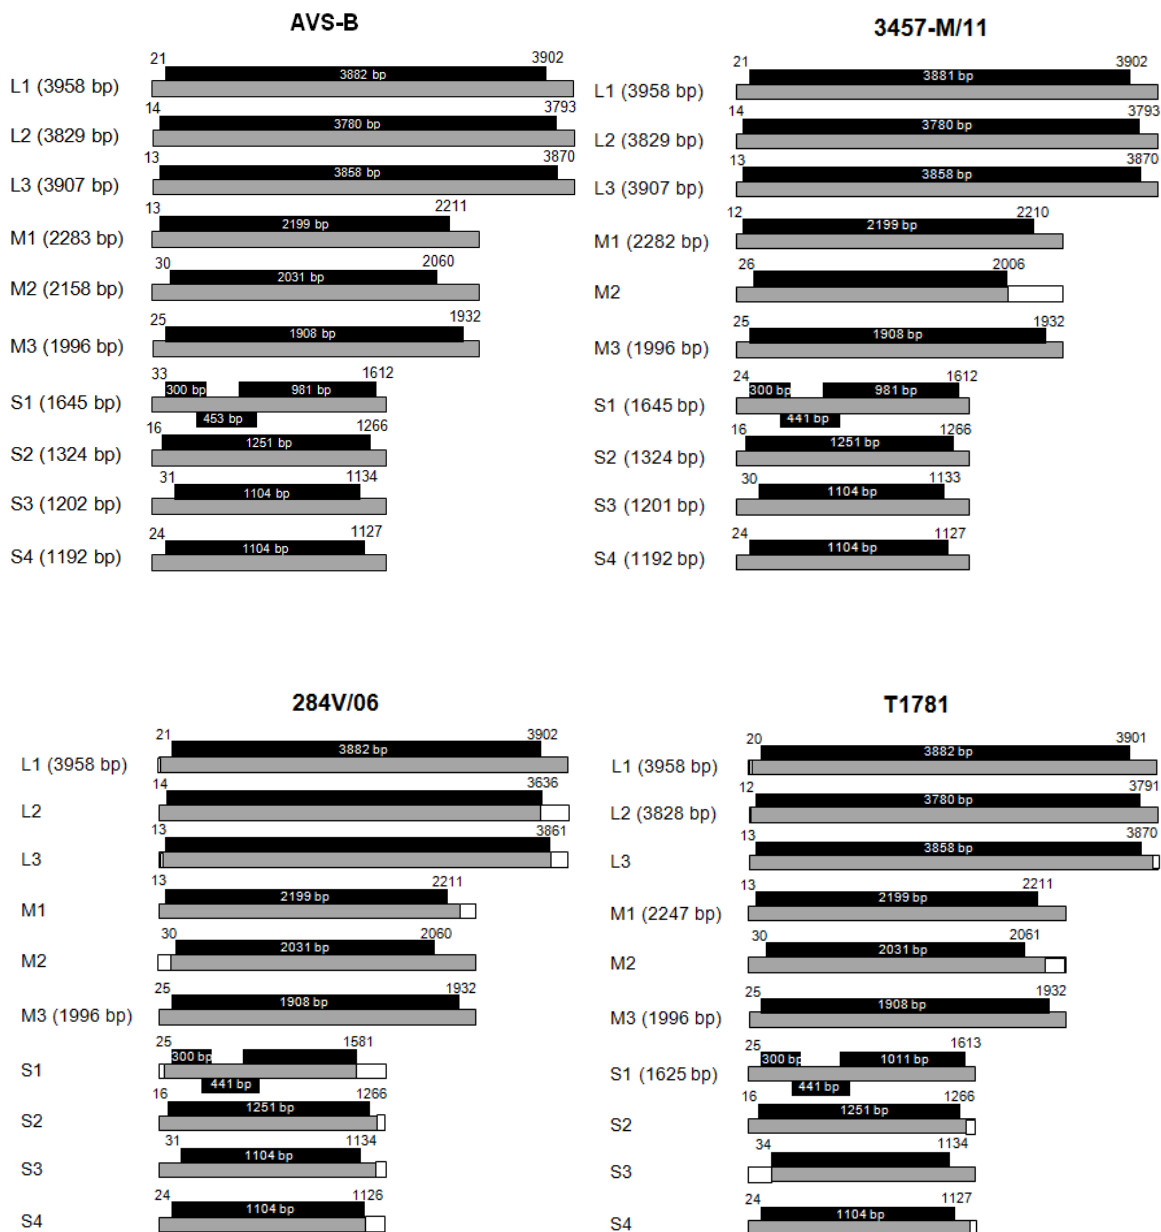 AVS-B
21 3902
L1 (3958 bp) 3882 bp
14 3793
L2 (3829 bp) 3780 bp
13 3870
L3 (3907 bp) 3858 bp
13 2211
M1 (2283 bp) 2199 bp
30 2060
M2 (2158 bp) 2031 bp
25 1932
M3 (1996 bp) 1908 bp
33 1612
300 bp 981 bp
S1 (1645 bp)
453 bp
16 1266
S2 (1324 bp) 1251 bp
31 1134
S3 (1202 bp) 1104 bp
24 1127
S4 (1192 bp) 1104 bp
3457-M/11
21 3902
L1 (3958 bp) 3881 bp
14 3793
L2 (3829 bp) 3780 bp
13 3870
L3 (3907 bp) 3858 bp
12 2210
M1 (2282 bp) 2199 bp
26 2006
M2
25 1932
M3 (1996 bp) 1908 bp
24 1612
300 bp 981 bp
S1 (1645 bp)
441 bp
16 1266
S2 (1324 bp) 1251 bp
30 1133
S3 (1201 bp) 1104 bp
24 1127
S4 (1192 bp) 1104 bp
284V/06
21 3902
L1 (3958 bp) 3882 bp
14 3636
L2
13 3861
L3
13 2211
M1 2199 bp
30 2060
M2 2031 bp
25 1932
M3 (1996 bp) 1908 bp
25 1581
300 bp
S1
441 bp
16 1266
S2 1251 bp
31 1134
S3 1104 bp
24 1126
S4 1104 bp
T1781
20 3901
L1 (3958 bp) 3882 bp
12 3791
L2 (3828 bp) 3780 bp
13 3870
L3 3858 bp
13 2211
M1 (2247 bp) 2199 bp
30 2061
M2 2031 bp
25 1932
M3 (1996 bp) 1908 bp
25 1613
300 bp 1011 bp
S1 (1625 bp)
441 bp
16 1266
S2 1251 bp
34 1134
S3
24 1127
S4 1104 bp